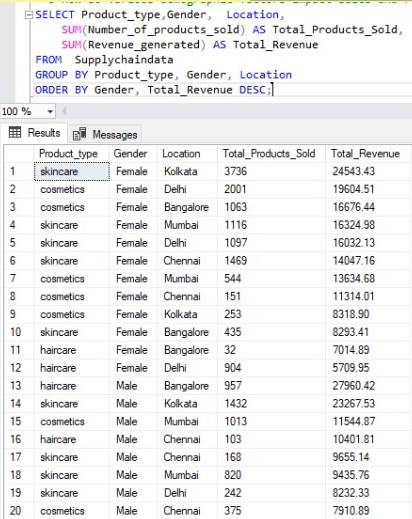 SELECT Product_type,Gender, Location,
SUM(Number_of_products_sold) AS Total_Products_Sold,
SUM(Revenue_generated) AS Total_Revenue
FROM Supplychaindata
GROUP BY Product_type, Gender, Location
ORDER BY Gender, Total_Revenue DESC;
100 %
Results Messages
Product_type Gender Location Total_Products_Sold Total_Revenue
1 skincare Female Kolkata 3736 24543.43
2 cosmetics Female Delhi 2001 19604.51
3 cosmetics Female Bangalore 1063 16676.44
4 skincare Female Mumbai 1116 16324.98
5 skincare Female Delhi 1097 16032.13
6 skincare Female Chennai 1469 14047.16
7 cosmetics Female Mumbai 544 13634.68
8 cosmetics Female Chennai 151 11314.01
9 cosmetics Female Kolkata 253 8318.90
10 skincare Female Bangalore 435 8293.41
11 haircare Female Bangalore 32 7014.89
12 haircare Female Delhi 904 5709.95
13 haircare Male Bangalore 957 27960.42
14 skincare Male Kolkata 1432 23267.53
15 cosmetics Male Mumbai 1013 11544.87
16 haircare Male Chennai 103 10401.81
17 skincare Male Chennai 168 9655.14
18 skincare Male Mumbai 820 9435.76
19 skincare Male Delhi 242 8232.33
20 cosmetics Male Chennai 375 7910.89